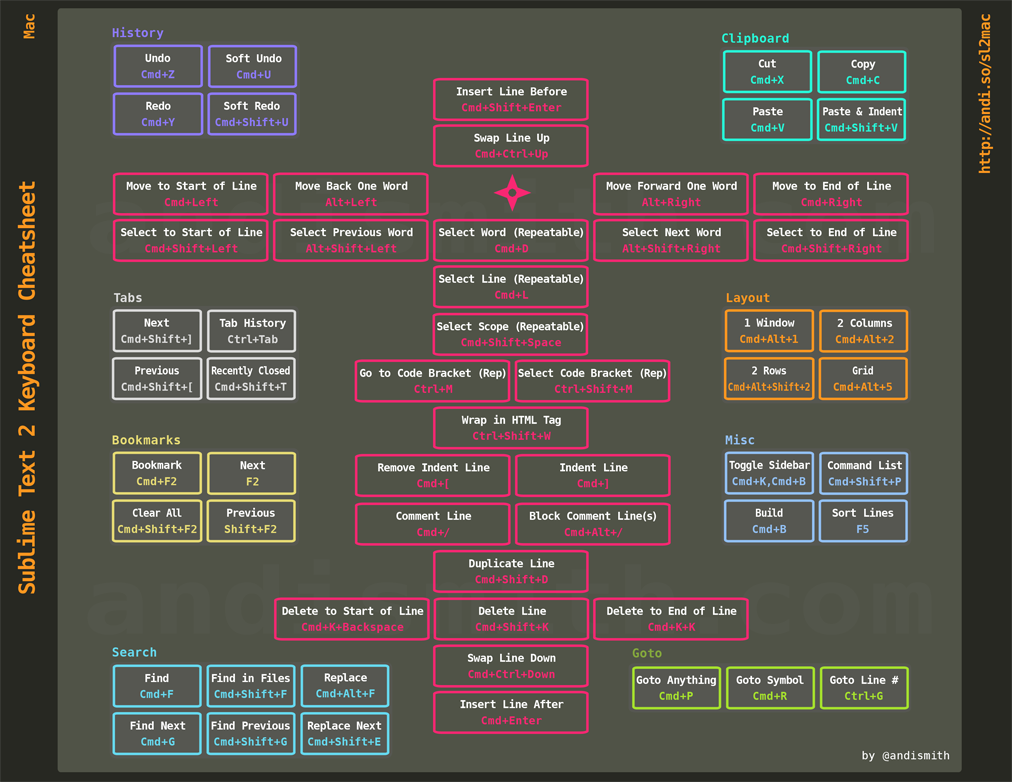 Mac
Sublime Text 2 Keyboard Cheatsheet
http://andi.so/sl2mac
History
Undo
Cmd+Z
Soft Undo
Cmd+U
Redo
Cmd+Y
Soft Redo
Cmd+Shift+U
Clipboard
Cut
Cmd+X
Copy
Cmd+C
Paste
Cmd+V
Paste & Indent
Cmd+Shift+V
Insert Line Before
Cmd+Shift+Enter
Swap Line Up
Cmd+Ctrl+Up
Move to Start of Line
Cmd+Left
Move Back One Word
Alt+Left
Move Forward One Word
Alt+Right
Move to End of Line
Cmd+Right
Select to Start of Line
Cmd+Shift+Left
Select Previous Word
Alt+Shift+Left
Select Word (Repeatable)
Cmd+D
Select Next Word
Alt+Shift+Right
Select to End of Line
Cmd+Shift+Right
Select Line (Repeatable)
Cmd+L
Select Scope (Repeatable)
Cmd+Shift+Space
Go to Code Bracket (Rep)
Ctrl+M
Select Code Bracket (Rep)
Ctrl+Shift+M
Wrap in HTML Tag
Ctrl+Shift+W
Remove Indent Line
Cmd+[
Indent Line
Cmd+]
Comment Line
Cmd+/
Block Comment Line(s)
Cmd+Alt+/
Duplicate Line
Cmd+Shift+D
Delete to Start of Line
Cmd+K+Backspace
Delete Line
Cmd+Shift+K
Delete to End of Line
Cmd+K+K
Swap Line Down
Cmd+Ctrl+Down
Insert Line After
Cmd+Enter
Tabs
Next
Cmd+Shift+]
Tab History
Ctrl+Tab
Previous
Cmd+Shift+[
Recently Closed
Cmd+Shift+T
Layout
1 Window
Cmd+Alt+1
2 Columns
Cmd+Alt+2
2 Rows
Cmd+Alt+Shift+2
Grid
Cmd+Alt+5
Bookmarks
Bookmark
Cmd+F2
Next
F2
Clear All
Cmd+Shift+F2
Previous
Shift+F2
Misc
Toggle Sidebar
Cmd+K,Cmd+B
Command List
Cmd+Shift+P
Build
Cmd+B
Sort Lines
F5
Search
Find
Cmd+F
Find in Files
Cmd+Shift+F
Replace
Cmd+Alt+F
Find Next
Cmd+G
Find Previous
Cmd+Shift+G
Replace Next
Cmd+Shift+E
Goto
Goto Anything
Cmd+P
Goto Symbol
Cmd+R
Goto Line #
Ctrl+G
andismith.com
andismith.com
by @andismith